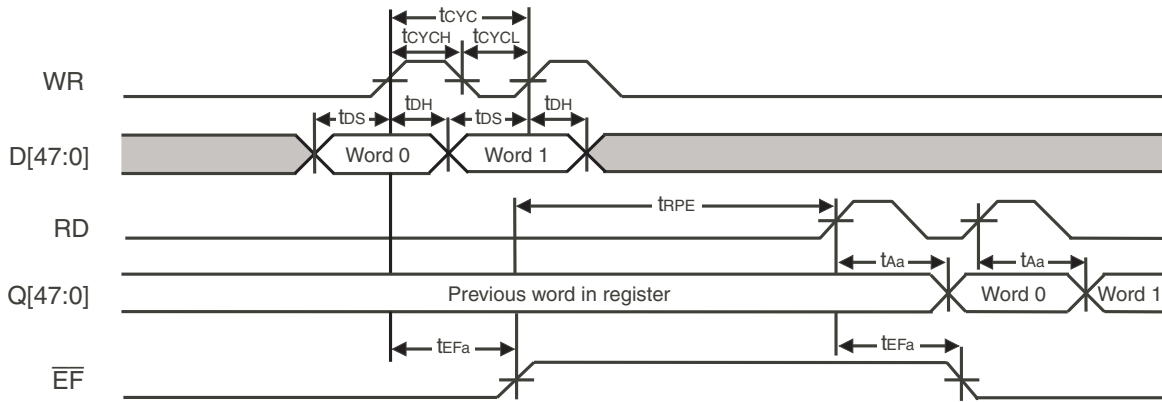 tCYC
tCYCH tCYCL
WR
tDS tDH tDS tDH
D[47:0] Word 0 Word 1
tRPE
RD
tAa tAa
Q[47:0] Previous word in register Word 0 Word 1
tEFa tEFa
E̅F̅